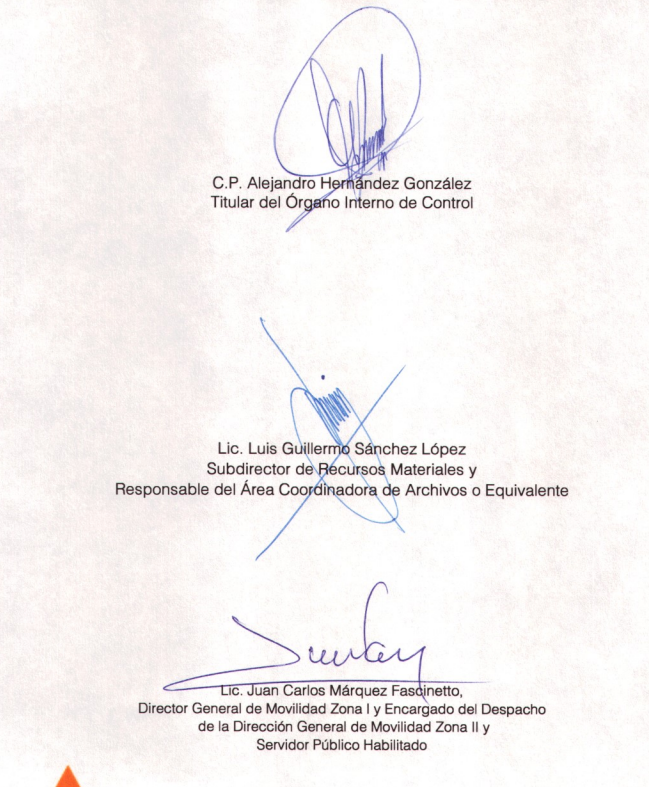 C.P. Alejandro Hernández González
Titular del Órgano Interno de Control
Lic. Luis Guillermo Sánchez López
Subdirector de Recursos Materiales y
Responsable del Área Coordinadora de Archivos o Equivalente
Lic. Juan Carlos Márquez Fascinetto,
Director General de Movilidad Zona I y Encargado del Despacho
de la Dirección General de Movilidad Zona II y
Servidor Público Habilitado